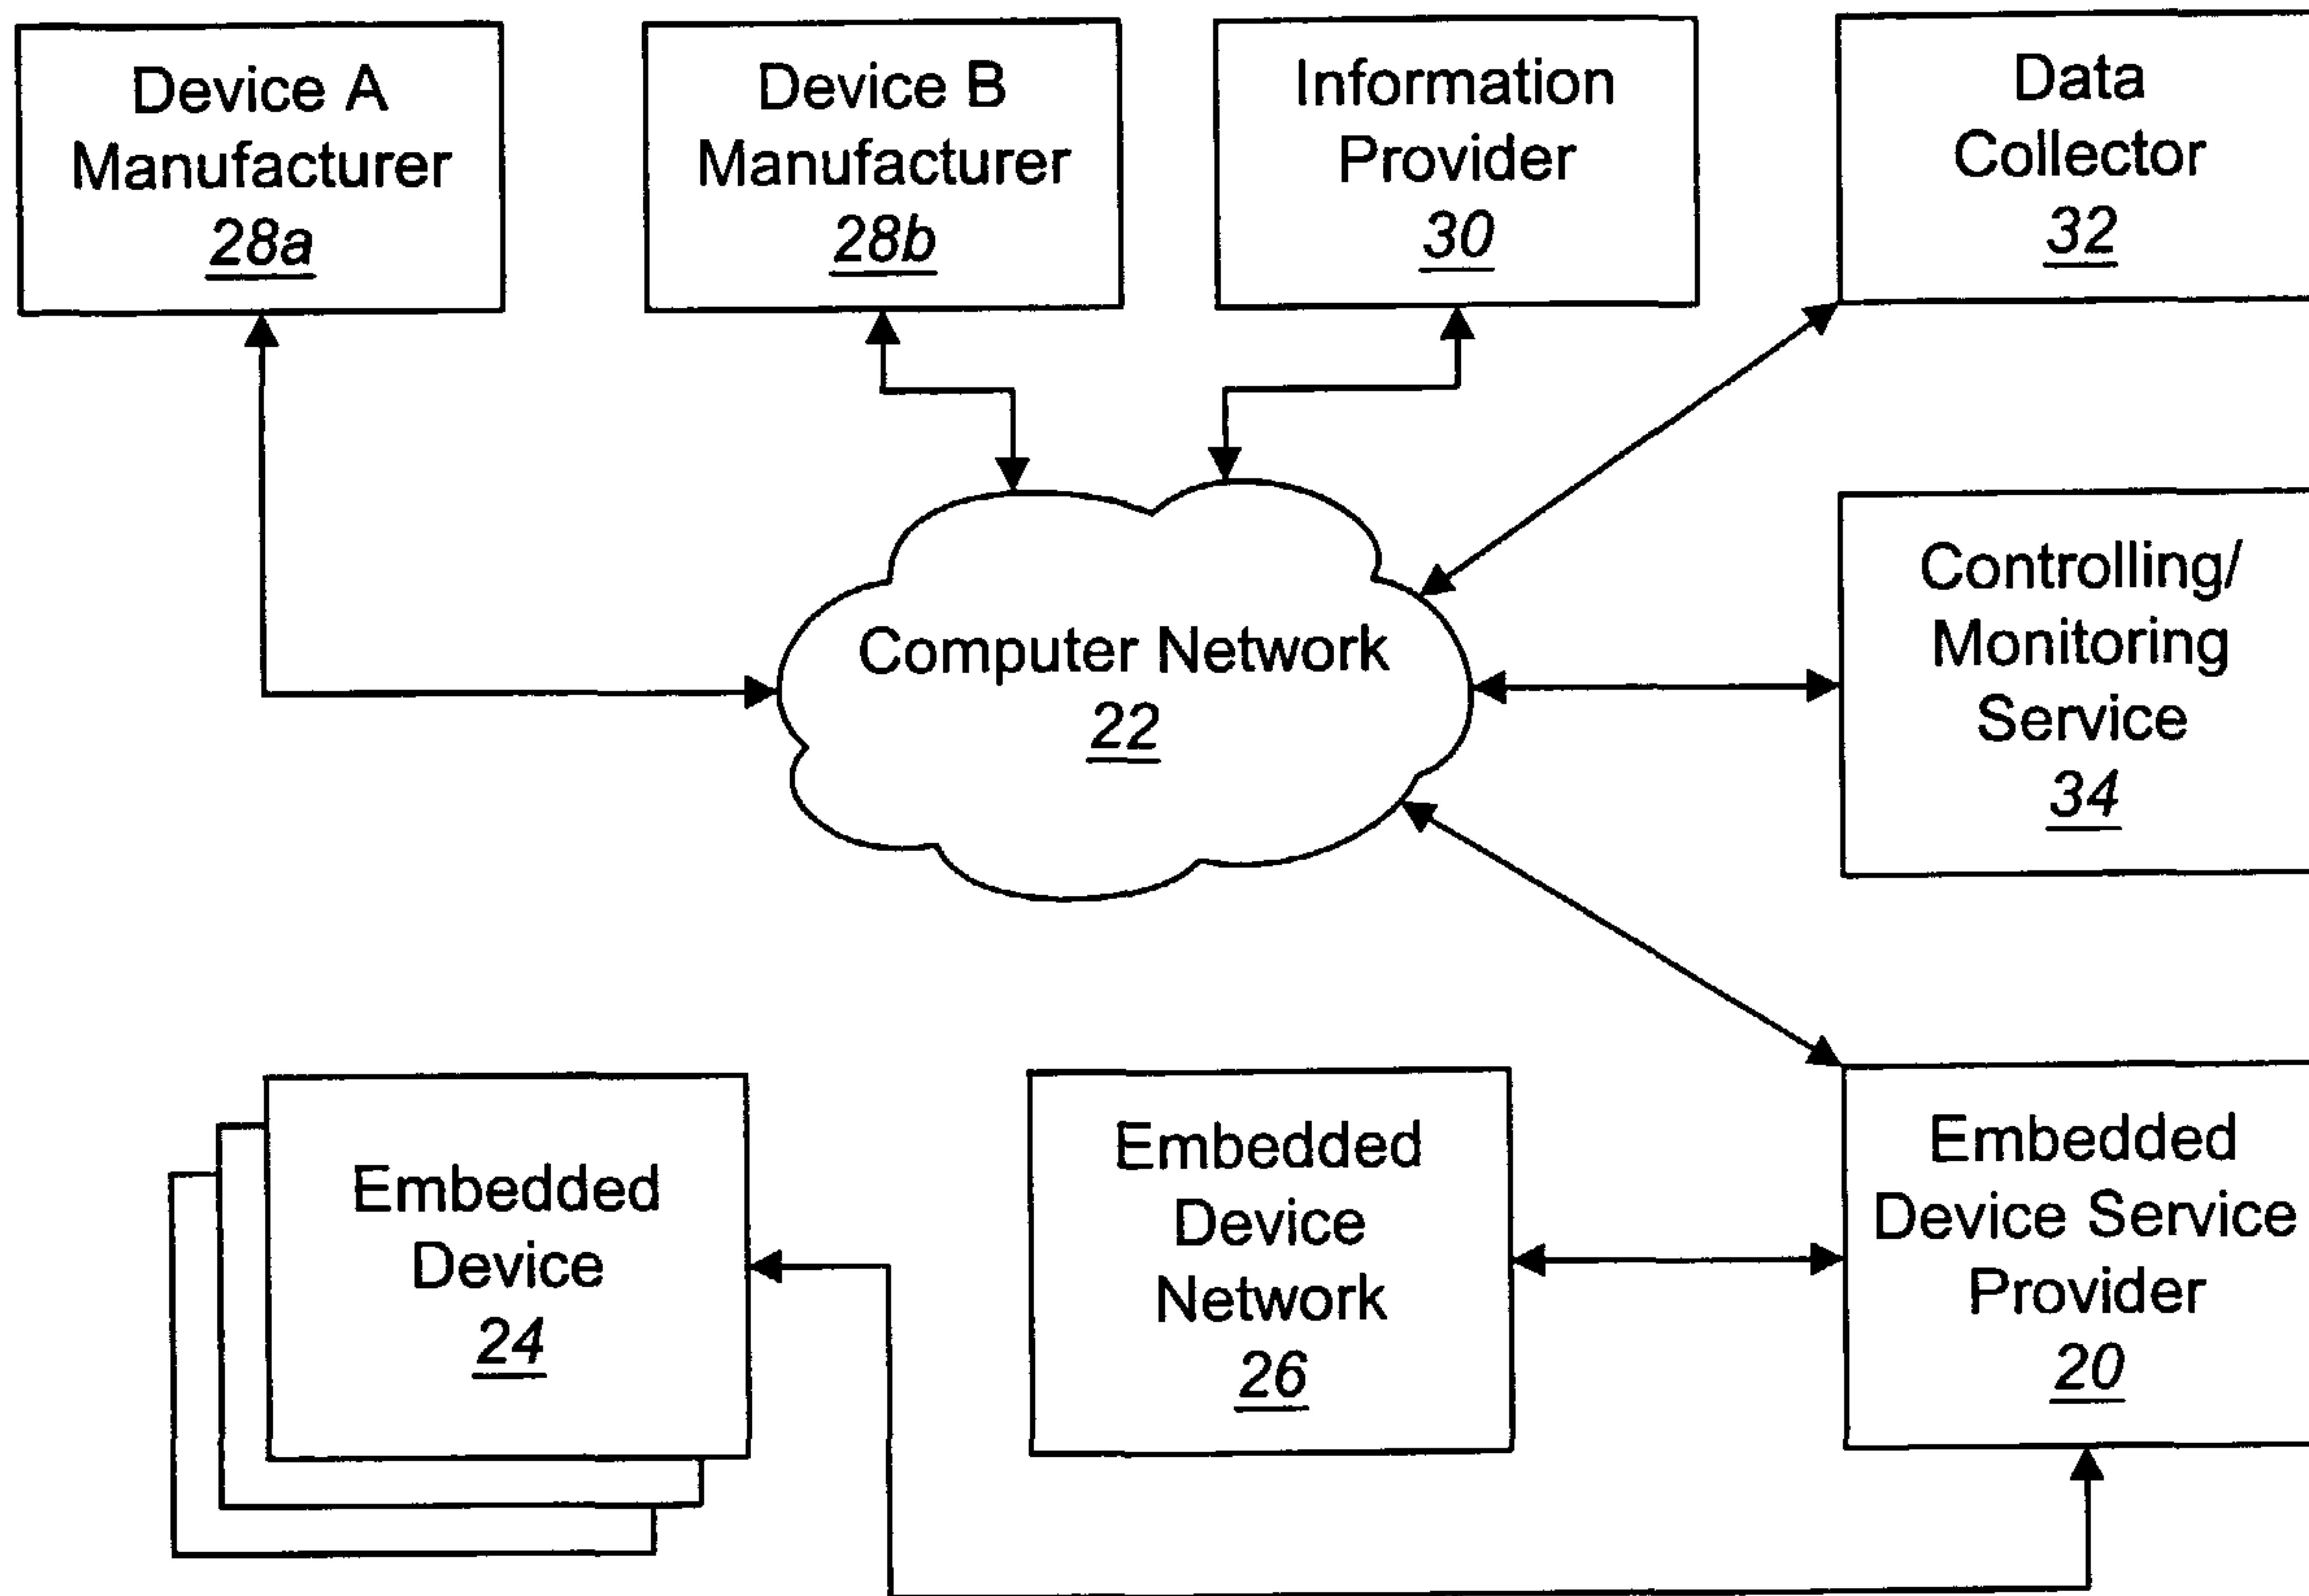 Device A
Manufacturer
28a
Device B
Manufacturer
28b
Information
Provider
30
Data
Collector
32
Computer Network
22
Controlling/
Monitoring
Service
34
Embedded
Device
24
Embedded
Device
Network
26
Embedded
Device Service
Provider
20